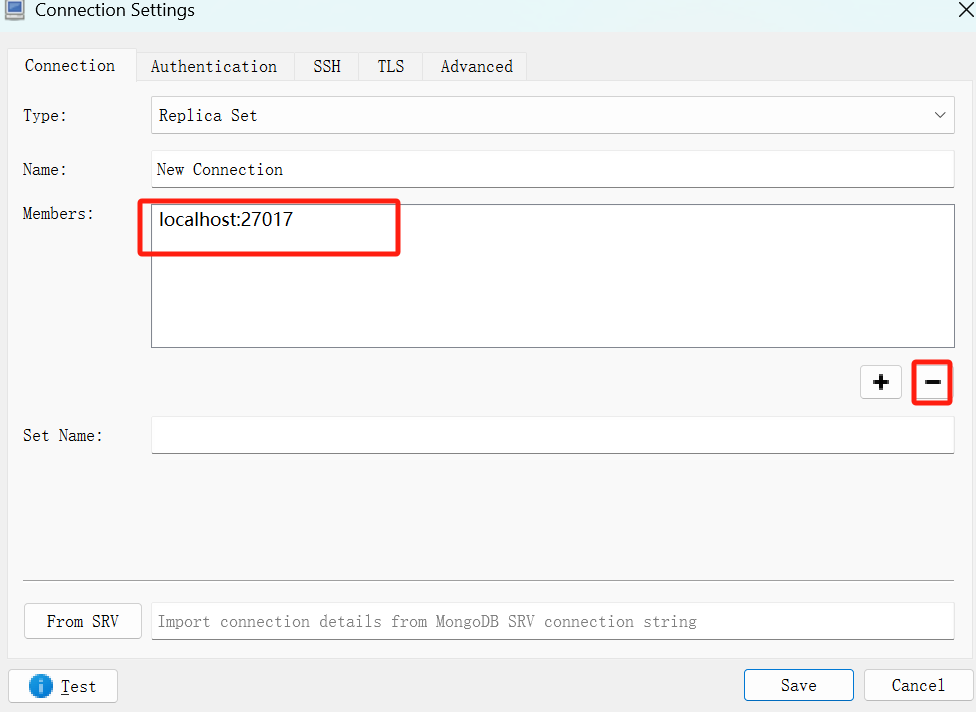 Connection Settings
Connection Authentication SSH TLS Advanced
Type: Replica Set
Name: New Connection
Members: localhost:27017
Set Name:
From SRV Import connection details from MongoDB SRV connection string
Test Save Cancel